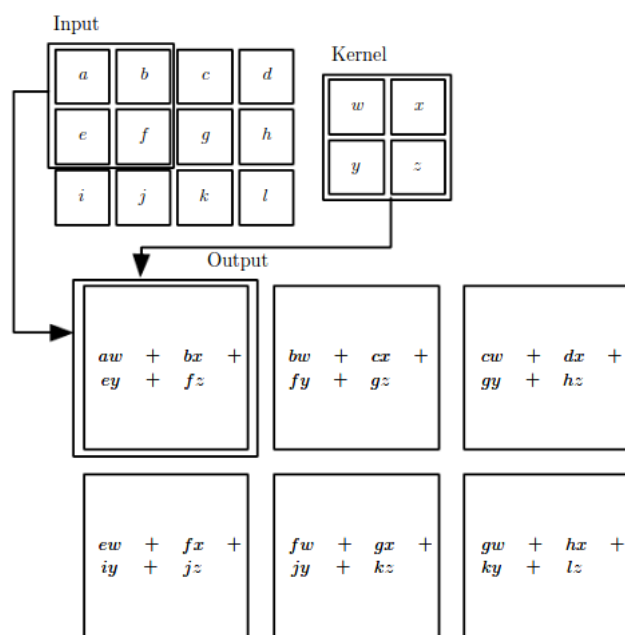 Input
Kernel
a b c d
w x
e f g h
y z
i j k l
Output
aw + bx +
ey + fz
bw + cx +
fy + gz
cw + dx +
gy + hz
ew + fx +
iy + jz
fw + gx +
jy + kz
gw + hx +
ky + lz